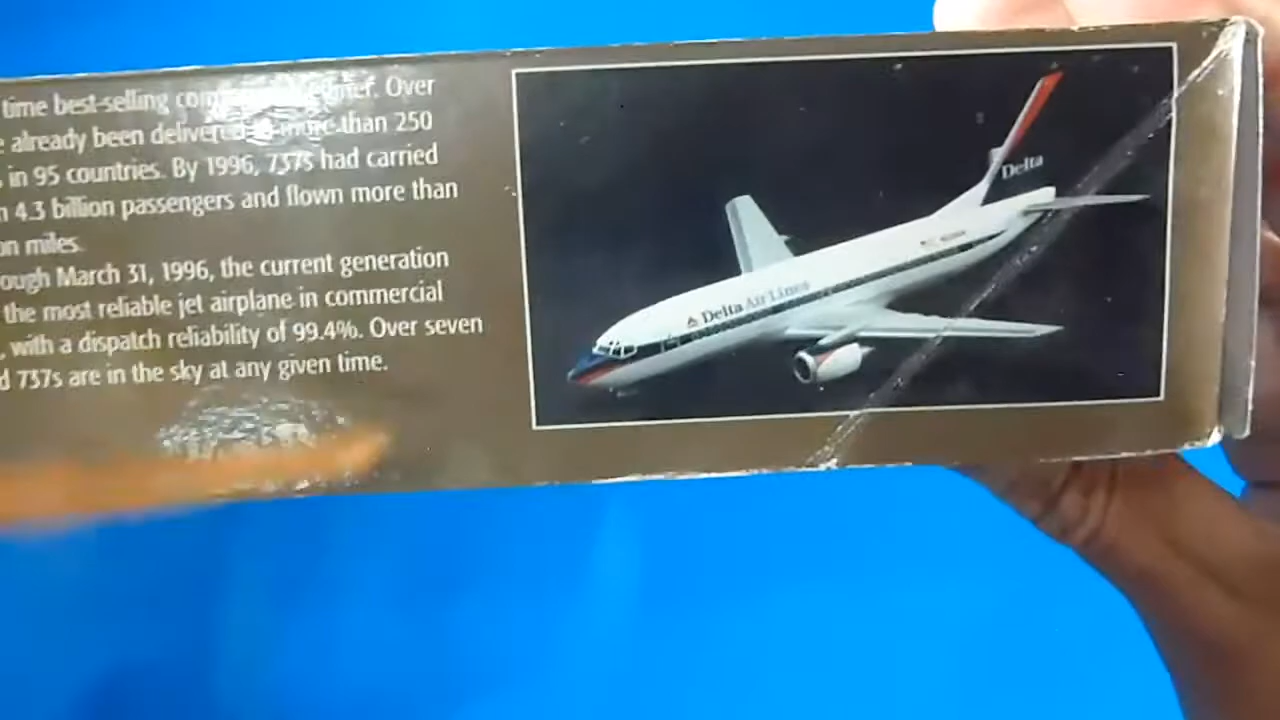 time best-selling Over
already been delivered more than 250
in 95 countries. By 1996, 737s had carried
4.3 billion passengers and flown more than
miles.
March 31, 1996, the current generation
the most reliable jet airplane in commercial
, with a dispatch reliability of 99.4%. Over seven
737s are in the sky at any given time.
Delta
Delta Air Lines